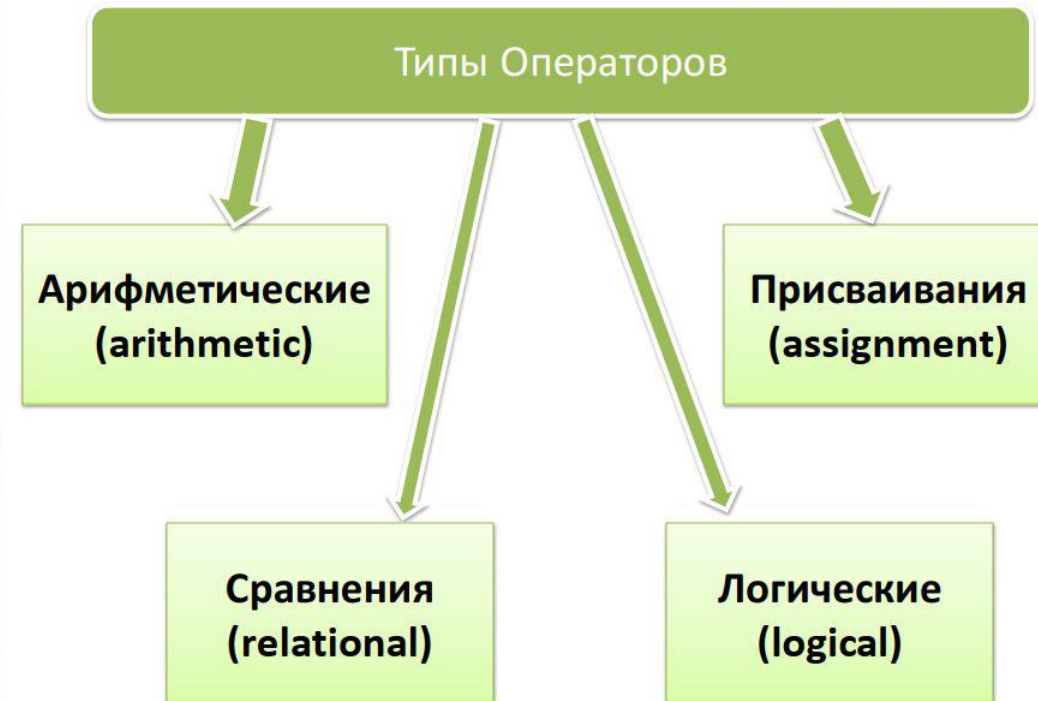 Типы Операторов
Арифметические
(arithmetic)
Присваивания
(assignment)
Сравнения
(relational)
Логические
(logical)